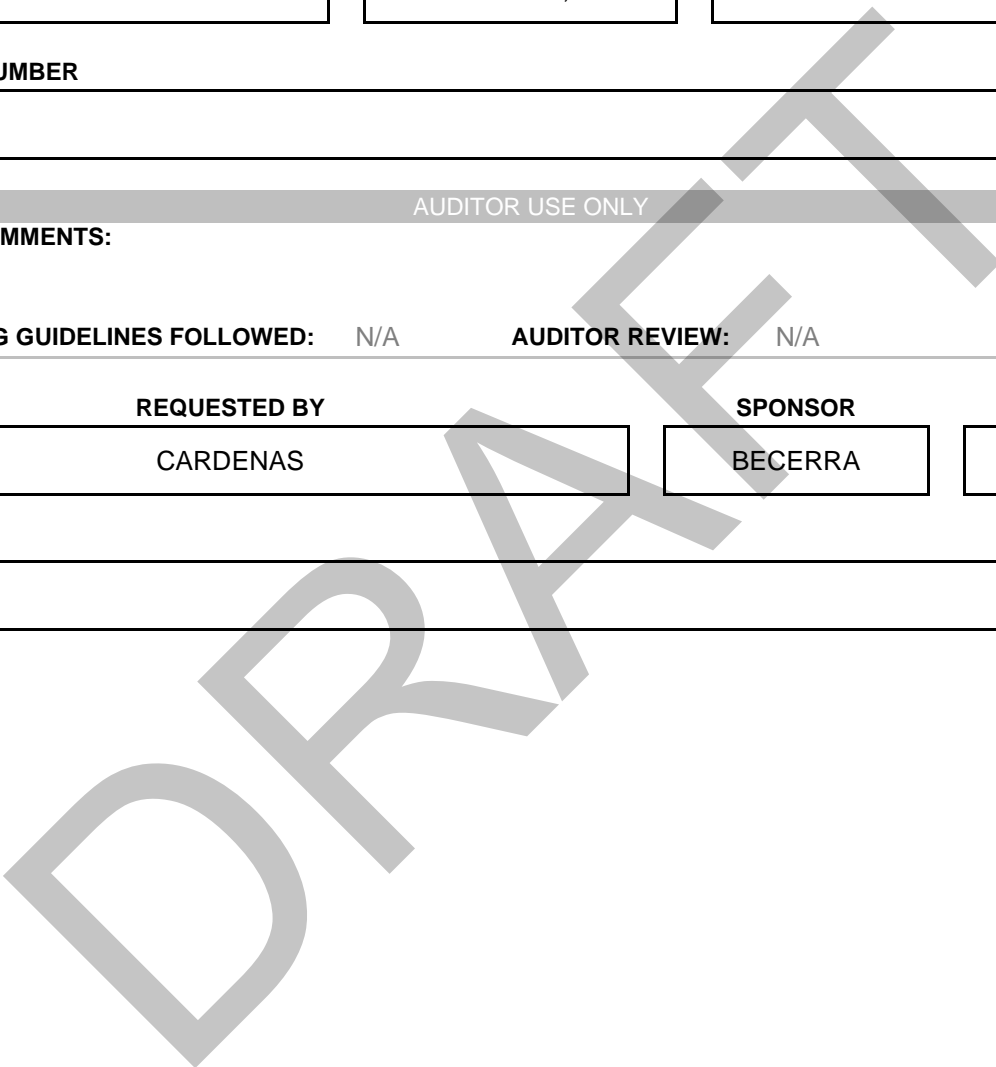 UMBER
AUDITOR USE ONLY
MMENTS:
G GUIDELINES FOLLOWED: N/A AUDITOR REVIEW: N/A
REQUESTED BY SPONSOR
CARDENAS BECERRA
DRAFT